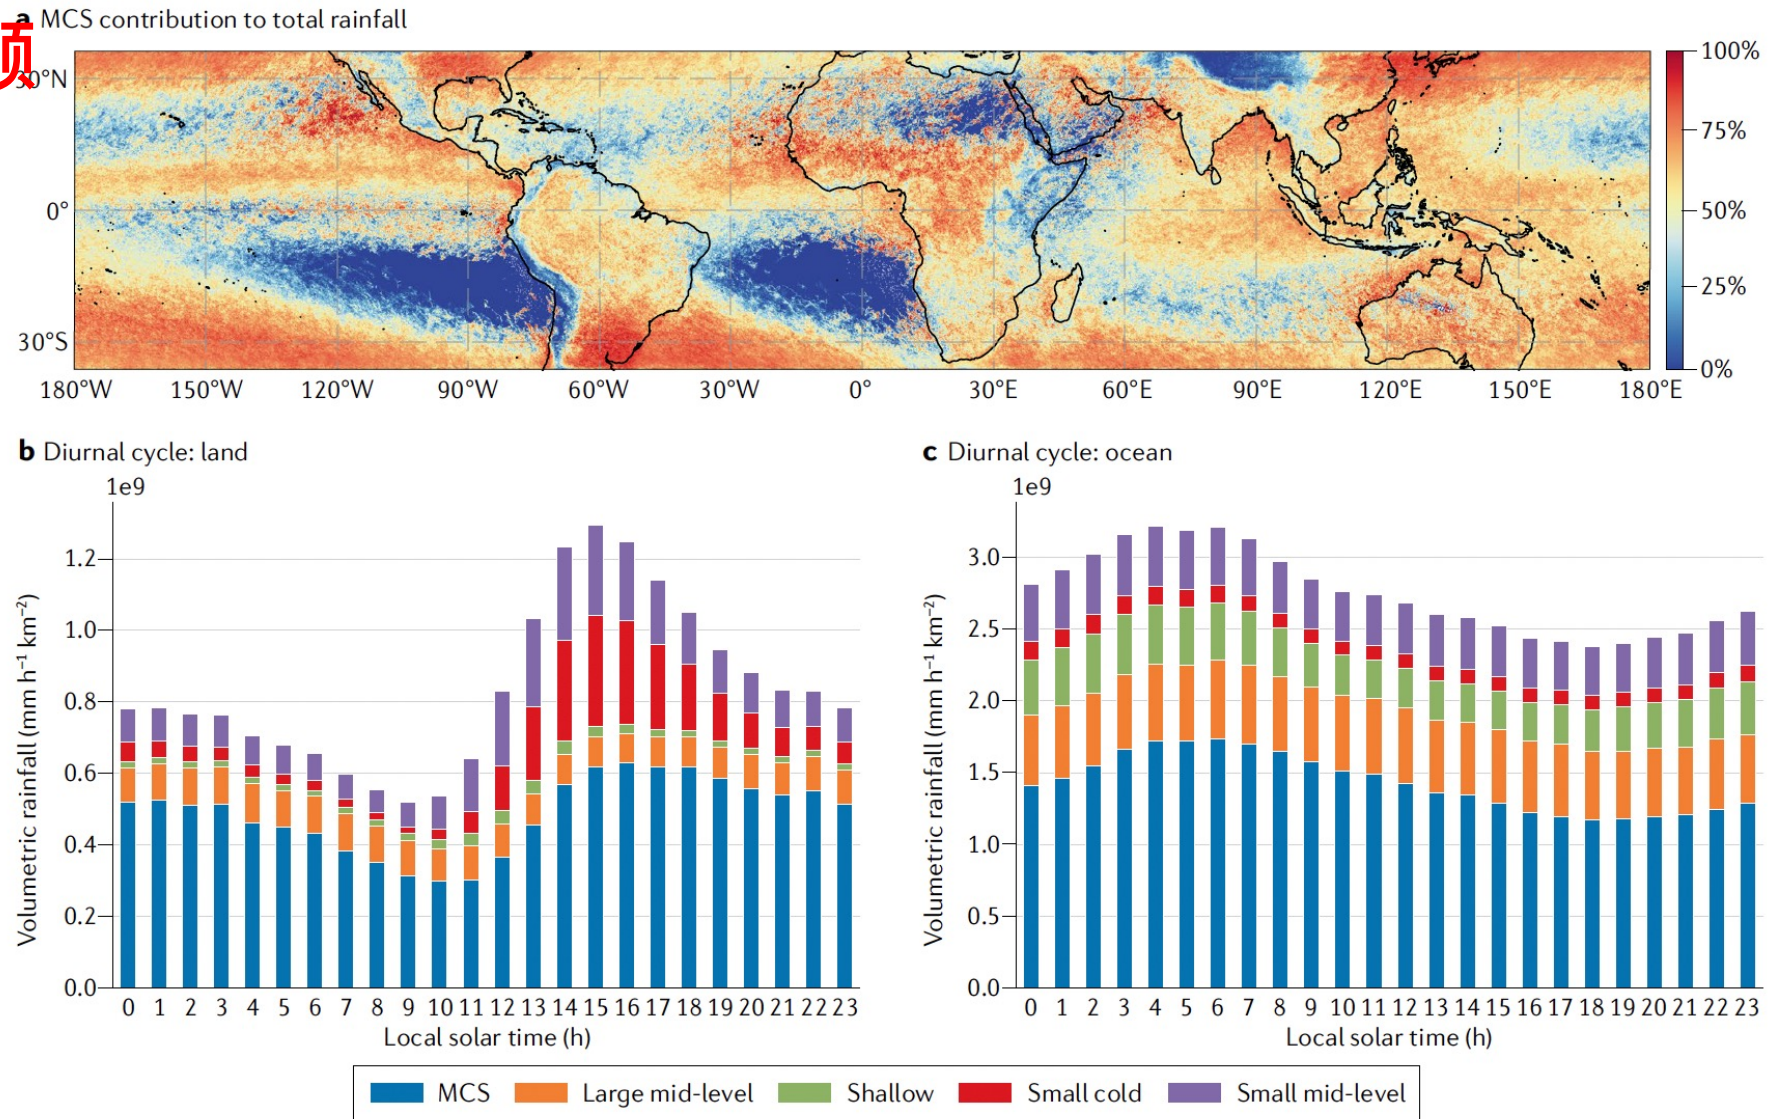 a MCS contribution to total rainfall
30°N
0°
30°S
180°W 150°W 120°W 90°W 60°W 30°W 0° 30°E 60°E 90°E 120°E 150°E 180°E
100%
75%
50%
25%
0%
b Diurnal cycle: land
1e9
Volumetric rainfall (mm h⁻¹ km⁻²)
1.2
1.0
0.8
0.6
0.4
0.2
0.0
0 1 2 3 4 5 6 7 8 9 10 11 12 13 14 15 16 17 18 19 20 21 22 23
Local solar time (h)
c Diurnal cycle: ocean
1e9
Volumetric rainfall (mm h⁻¹ km⁻²)
3.0
2.5
2.0
1.5
1.0
0.5
0.0
0 1 2 3 4 5 6 7 8 9 10 11 12 13 14 15 16 17 18 19 20 21 22 23
Local solar time (h)
MCS Large mid-level Shallow Small cold Small mid-level